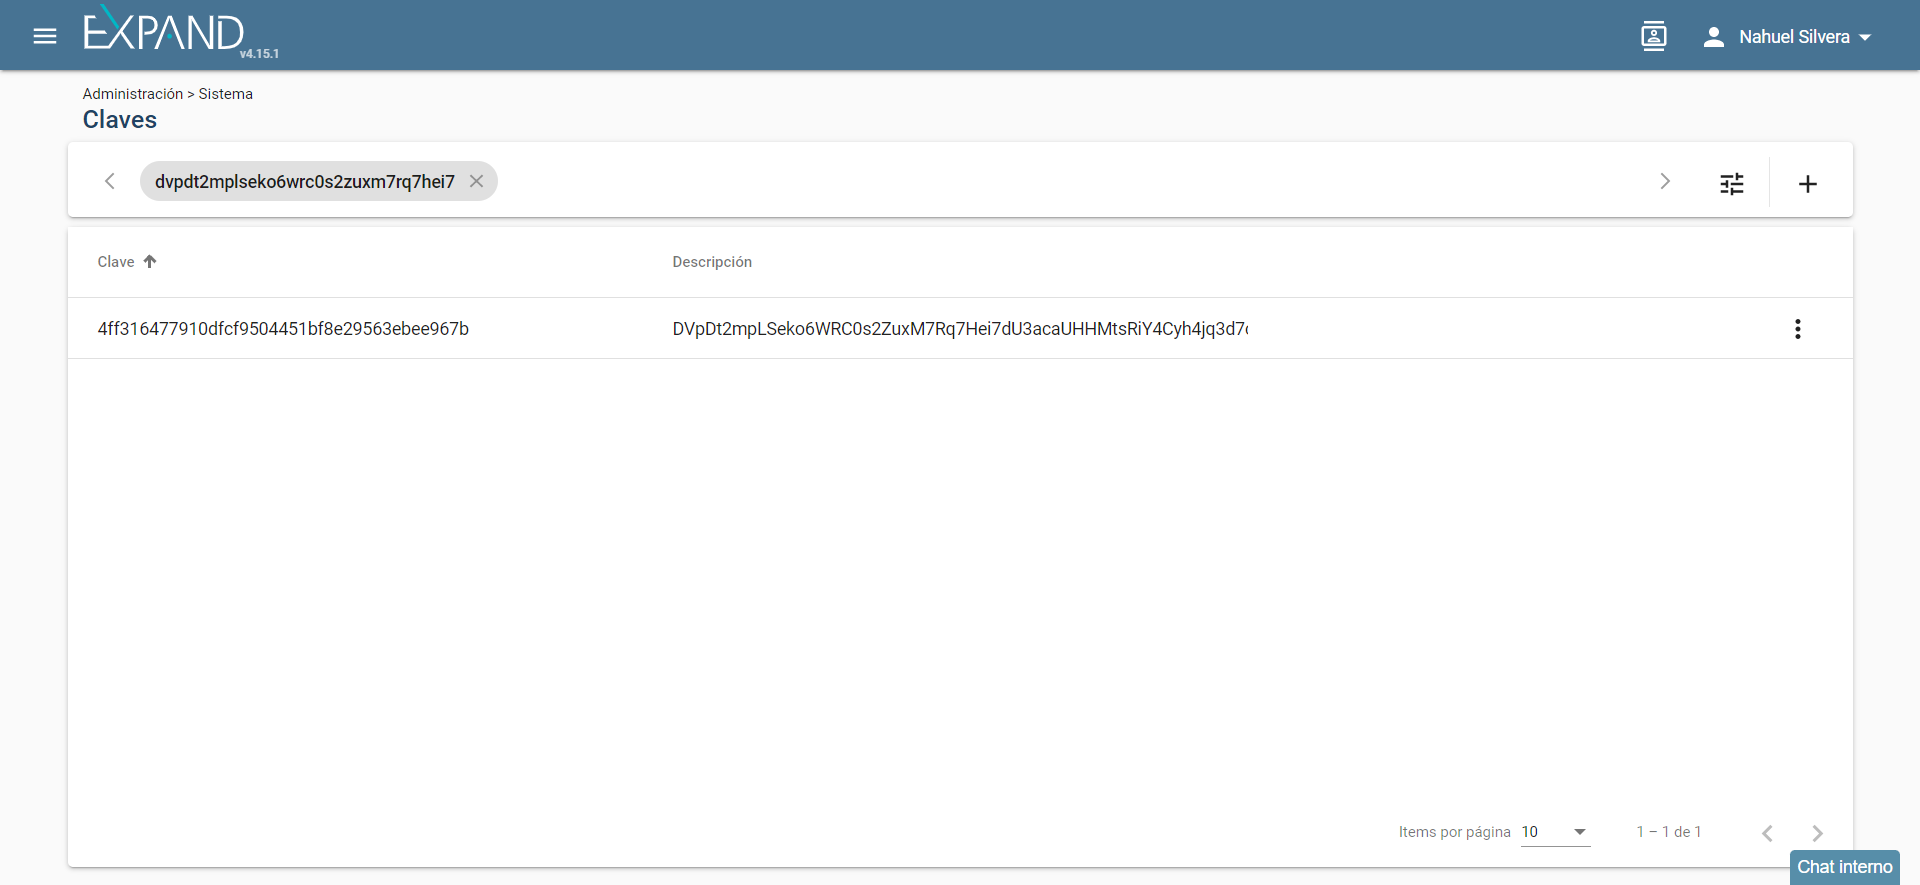 EXPAND
v4.15.1
Nahuel Silvera
Administración > Sistema
Claves
dvpdt2mplseko6wrc0s2zuxm7rq7hei7
Clave
Descripción
4ff316477910dfcf9504451bf8e29563ebee967b
DVpDt2mpLSeko6WRC0s2ZuxM7Rq7Hei7dU3acaUHHMtsRiY4Cyh4jq3d7
Items por página
10
1 – 1 de 1
Chat interno